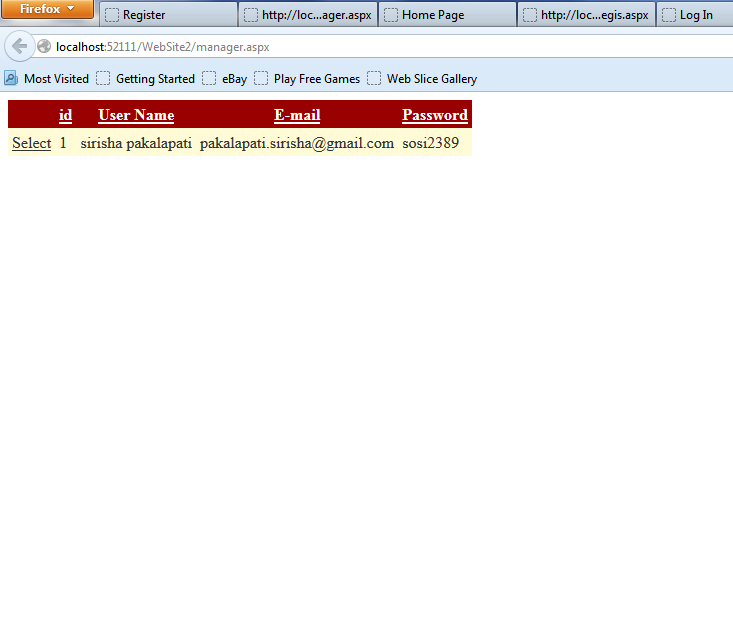 Firefox
Register
http://loc...ager.aspx
Home Page
http://loc...egis.aspx
Log In
localhost:52111/WebSite2/manager.aspx
Most Visited Getting Started eBay Play Free Games Web Slice Gallery
id User Name E-mail Password
Select 1 sirisha pakalapati pakalapati.sirisha@gmail.com sosi2389